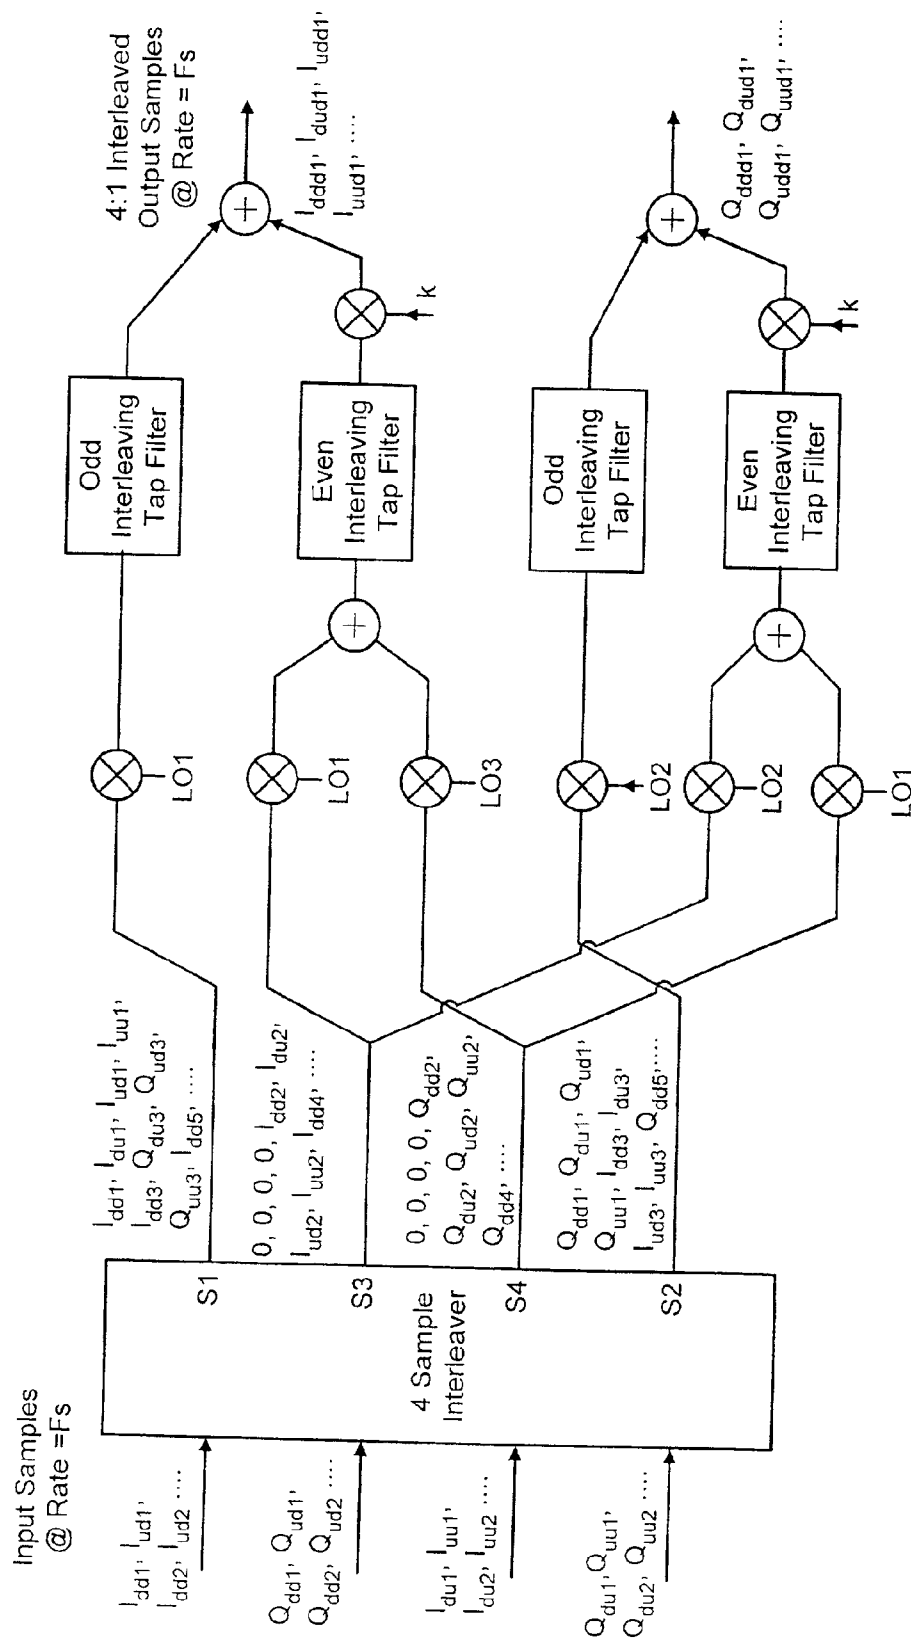 Input Samples
@ Rate =Fs
I_dd1, I_ud1,
I_dd2, I_ud2 ....
Q_dd1, Q_ud1,
Q_dd2, Q_ud2 ....
I_du1, I_uu1,
I_du2, I_uu2 ....
Q_du1, Q_uu1,
Q_du2, Q_uu2 ....
4 Sample
Interleaver
S1
S3
S4
S2
I_dd1, I_du1, I_ud1, I_uu1,
I_dd3, Q_du3, Q_ud3,
Q_uu3, I_dd5, ....
0, 0, 0, 0, I_dd2, I_du2,
I_ud2, I_uu2, I_dd4, ....
0, 0, 0, 0, Q_dd2,
Q_du2, Q_ud2, Q_uu2,
Q_dd4, ....
Q_dd1, Q_du1, Q_ud1,
Q_uu1, I_dd3, I_du3,
I_ud3, I_uu3, Q_dd5, ....
LO1
LO1
LO3
LO2
LO2
LO1
Odd
Interleaving
Tap Filter
Even
Interleaving
Tap Filter
Odd
Interleaving
Tap Filter
Even
Interleaving
Tap Filter
k
k
4:1 Interleaved
Output Samples
@ Rate = Fs
I_ddd1, I_dud1, I_udd1,
I_uud1, ....
Q_ddd1, Q_dud1,
Q_udd1, Q_uud1, ....